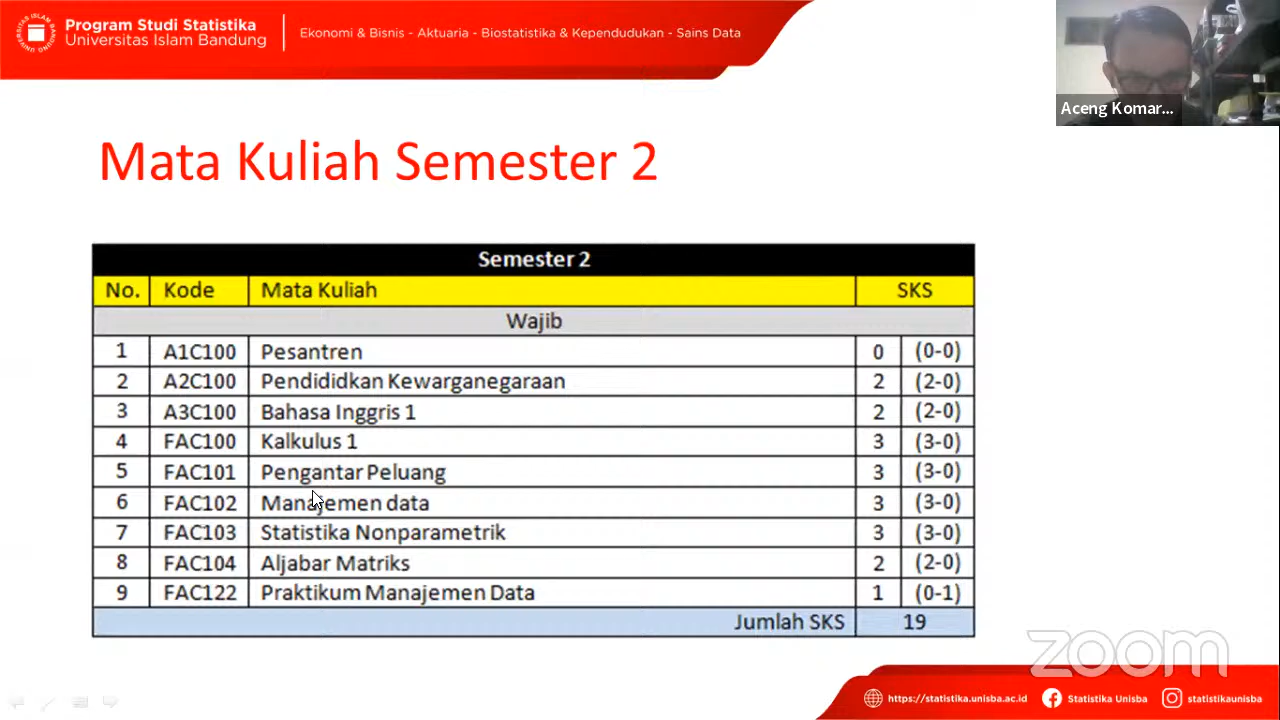 Program Studi Statistika
Universitas Islam Bandung
Ekonomi & Bisnis - Aktuaria - Biostatistika & Kependudukan - Sains Data
UNIVERSITAS ISLAM BANDUNG
Aceng Komar...
Mata Kuliah Semester 2
Semester 2
No. Kode Mata Kuliah SKS
Wajib
1 A1C100 Pesantren 0 (0-0)
2 A2C100 Pendididkan Kewarganegaraan 2 (2-0)
3 A3C100 Bahasa Inggris 1 2 (2-0)
4 FAC100 Kalkulus 1 3 (3-0)
5 FAC101 Pengantar Peluang 3 (3-0)
6 FAC102 Manajemen data 3 (3-0)
7 FAC103 Statistika Nonparametrik 3 (3-0)
8 FAC104 Aljabar Matriks 2 (2-0)
9 FAC122 Praktikum Manajemen Data 1 (0-1)
Jumlah SKS 19
zoom
https://statistika.unisba.ac.id Statistika Unisba statistikaunisba